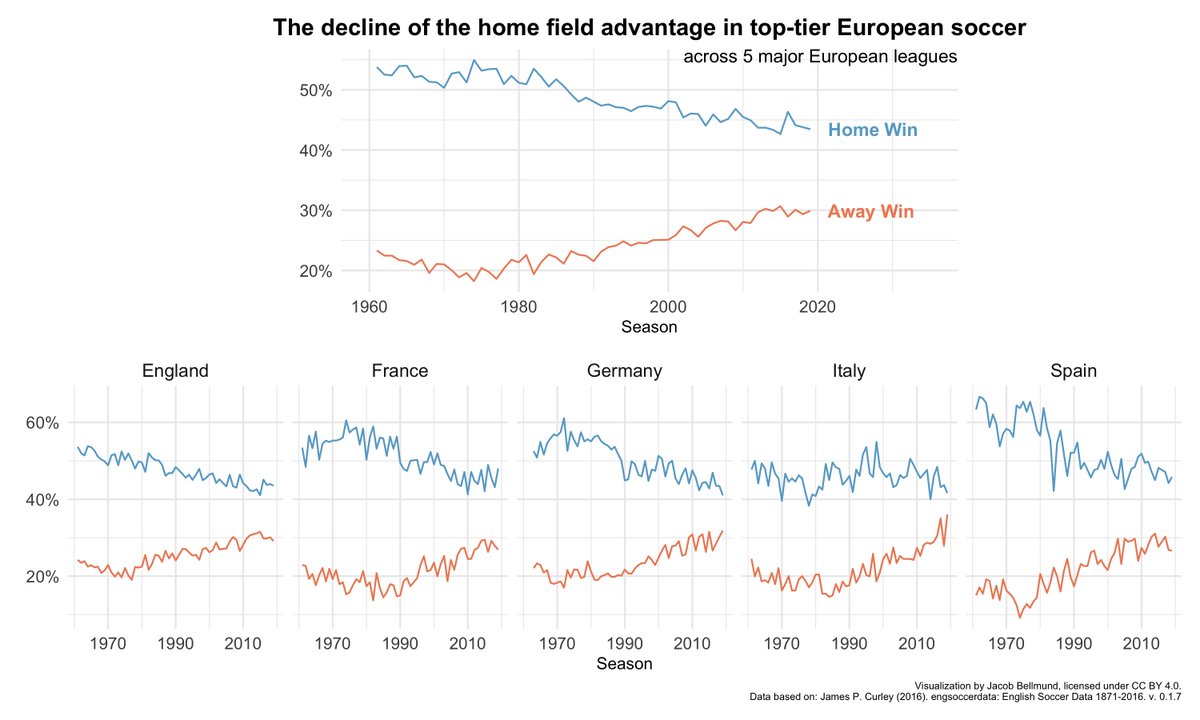 The decline of the home field advantage in top-tier European soccer
across 5 major European leagues
50%
40%
30%
20%
Home Win
Away Win
1960 1980 2000 2020
Season
England France Germany Italy Spain
60%
40%
20%
1970 1990 2010 1970 1990 2010 1970 1990 2010 1970 1990 2010 1970 1990 2010
Season
Visualization by Jacob Bellmund, licensed under CC BY 4.0.
Data based on: James P. Curley (2016). engsoccerdata: English Soccer Data 1871-2016. v. 0.1.7